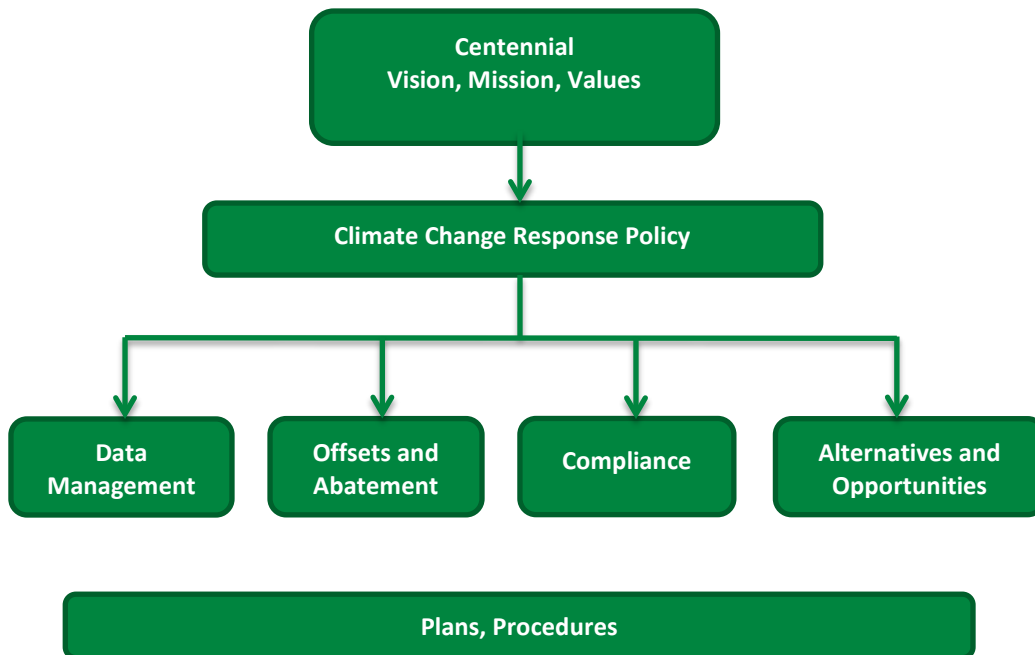 Centennial
Vision, Mission, Values
Climate Change Response Policy
Data
Management
Offsets and
Abatement
Compliance
Alternatives and
Opportunities
Plans, Procedures